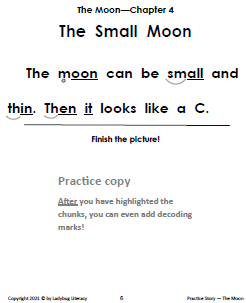 The Moon—Chapter 4
The Small Moon
The moon can be small and
thin. Then it looks like a C.
Finish the picture!
Practice copy
After you have highlighted the
chunks, you can even add decoding
marks!
Copyright 2021 © by Ladybug Literacy
6
Practice Story — The Moon